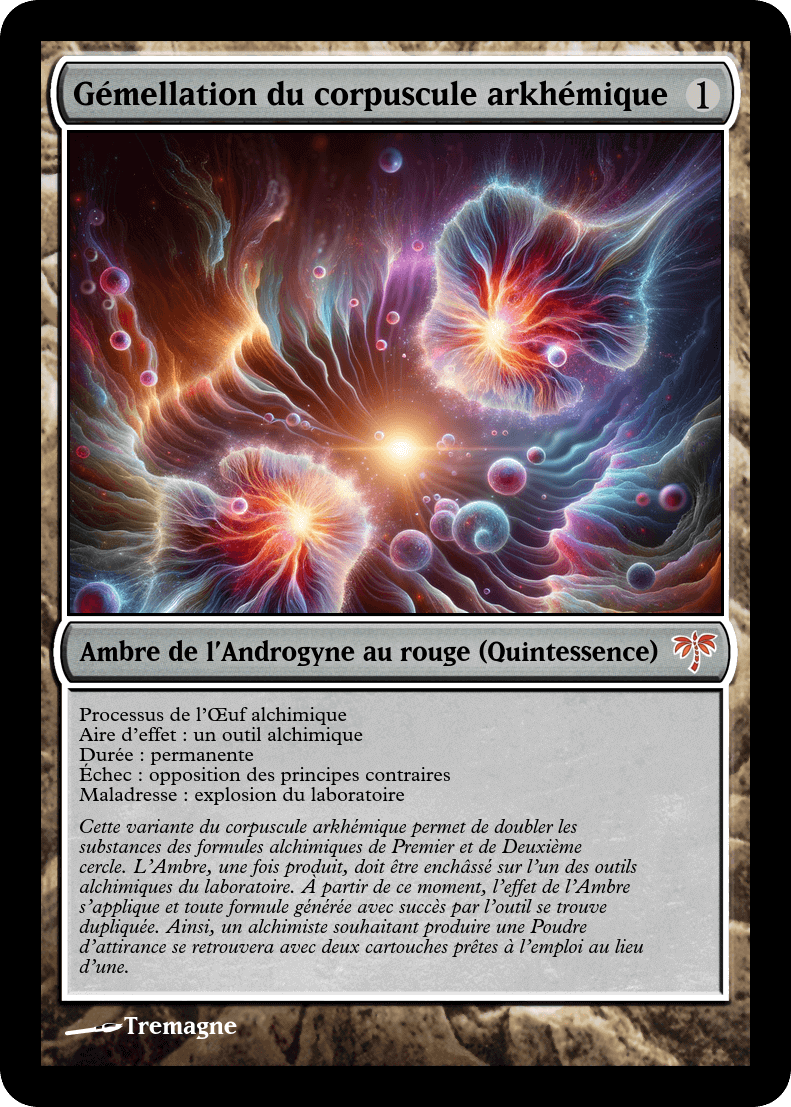 Gémellation du corpuscule arkhémique 1
Ambre de l'Androgyne au rouge (Quintessence)
Processus de l'Œuf alchimique
Aire d'effet : un outil alchimique
Durée : permanente
Échec : opposition des principes contraires
Maladresse : explosion du laboratoire
Cette variante du corpuscule arkhémique permet de doubler les
substances des formules alchimiques de Premier et de Deuxième
cercle. L'Ambre, une fois produit, doit être enchâssé sur l'un des outils
alchimiques du laboratoire. À partir de ce moment, l'effet de l'Ambre
s'applique et toute formule générée avec succès par l'outil se trouve
dupliquée. Ainsi, un alchimiste souhaitant produire une Poudre
d'attirance se retrouvera avec deux cartouches prêtes à l'emploi au lieu
d'une.
Tremagne